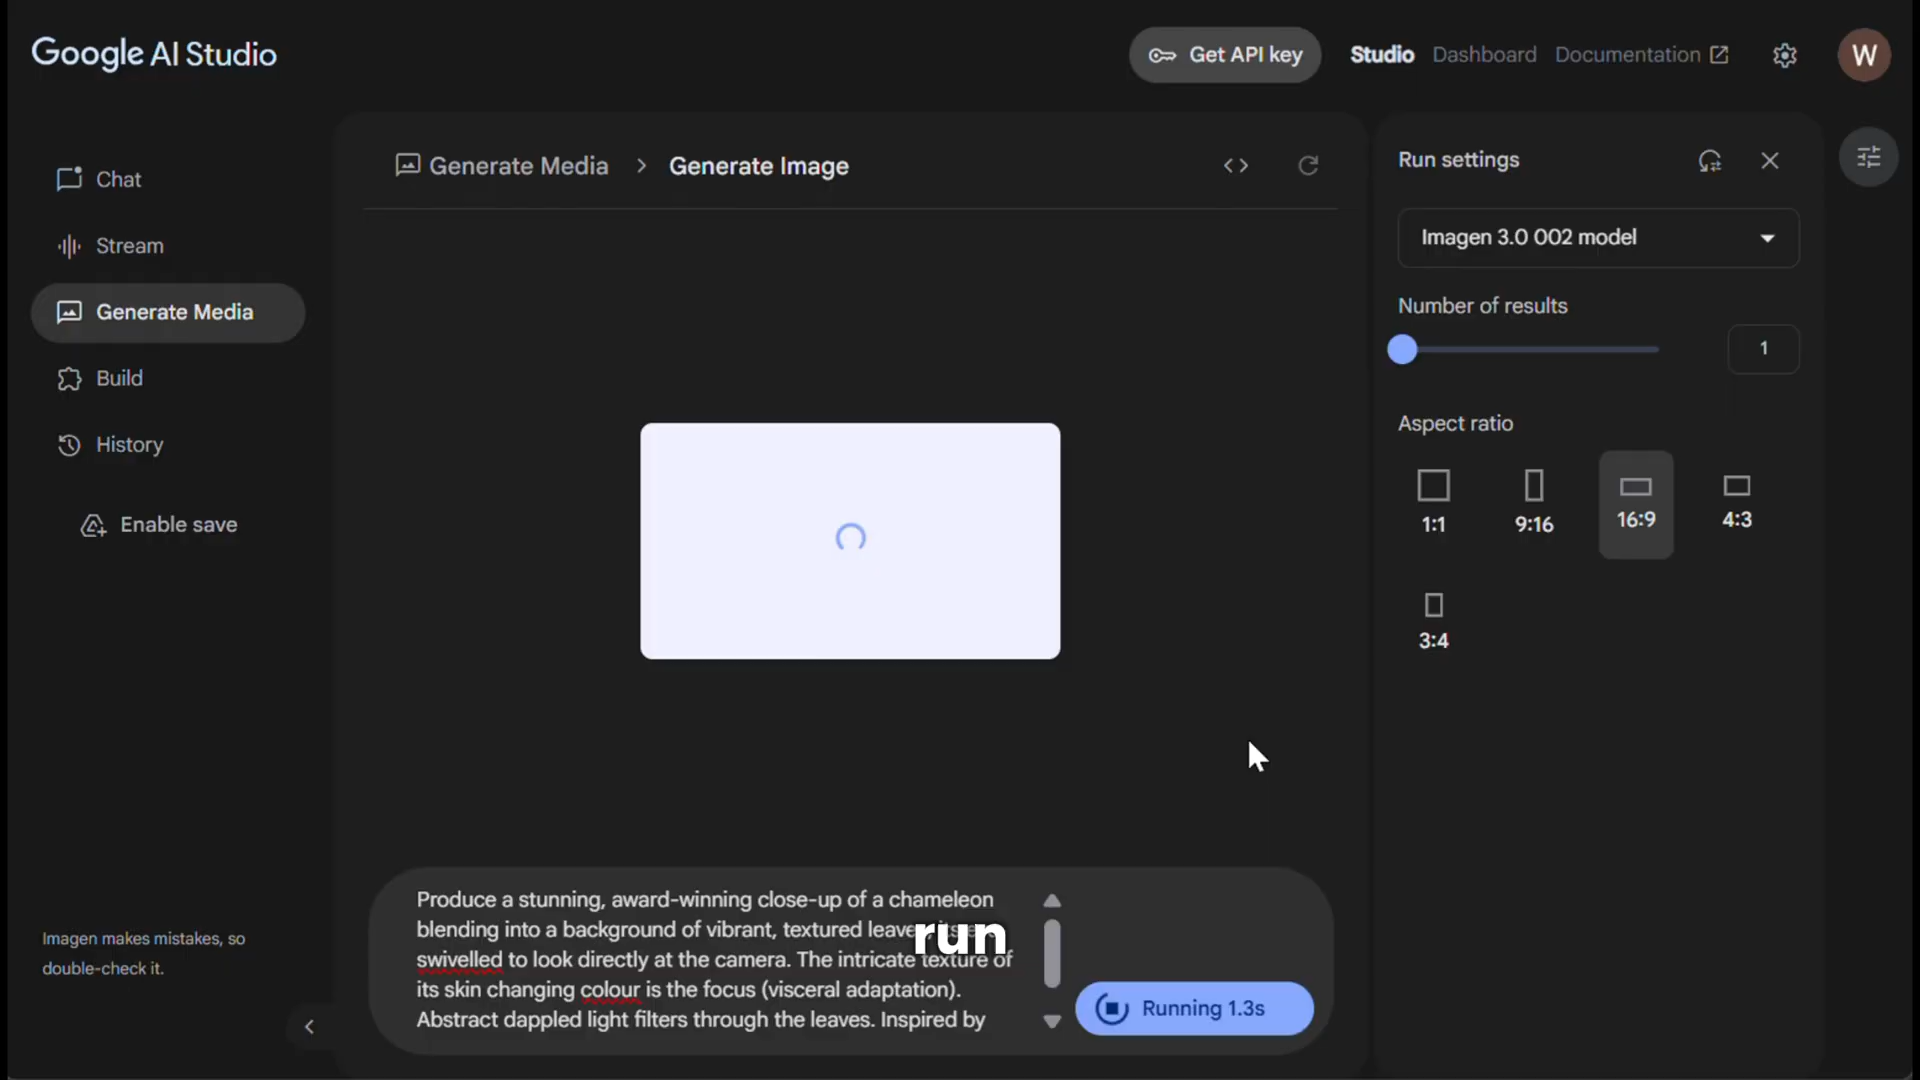 Google AI Studio
Get API key
Studio
Dashboard
Documentation
W
Chat
Stream
Generate Media
Build
History
Enable save
Imagen makes mistakes, so
double-check it.
Generate Media > Generate Image
Produce a stunning, award-winning close-up of a chameleon
blending into a background of vibrant, textured
swivelled to look directly at the camera. The intricate texture of
its skin changing colour is the focus (visceral adaptation).
Abstract dappled light filters through the leaves. Inspired by
run
Running 1.3s
Run settings
Imagen 3.0 002 model
Number of results
1
Aspect ratio
1:1
9:16
16:9
4:3
3:4